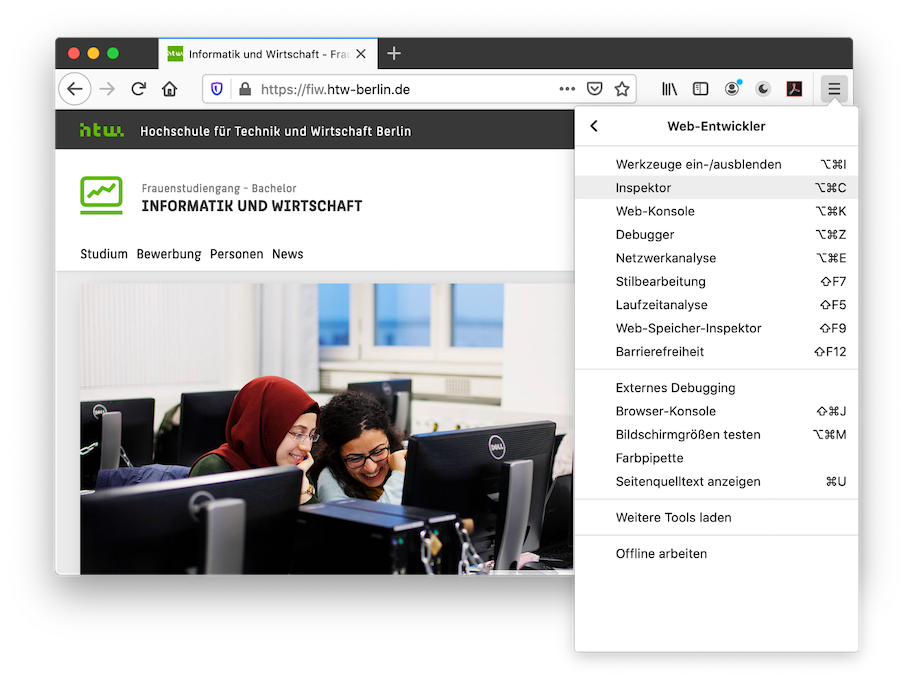 Informatik und Wirtschaft - Frau
https://fiw.htw-berlin.de
htw. Hochschule für Technik und Wirtschaft Berlin
Frauenstudiengang - Bachelor
INFORMATIK UND WIRTSCHAFT
Studium Bewerbung Personen News
DELL
Web-Entwickler
Werkzeuge ein-/ausblenden ⌥⌘I
Inspektor ⌥⌘C
Web-Konsole ⌥⌘K
Debugger ⌥⌘Z
Netzwerkanalyse ⌥⌘E
Stilbearbeitung ⇧F7
Laufzeitanalyse ⇧F5
Web-Speicher-Inspektor ⇧F9
Barrierefreiheit ⇧F12
Externes Debugging
Browser-Konsole ⇧⌘J
Bildschirmgrößen testen ⌥⌘M
Farbpipette
Seitenquelltext anzeigen ⌘U
Weitere Tools laden
Offline arbeiten